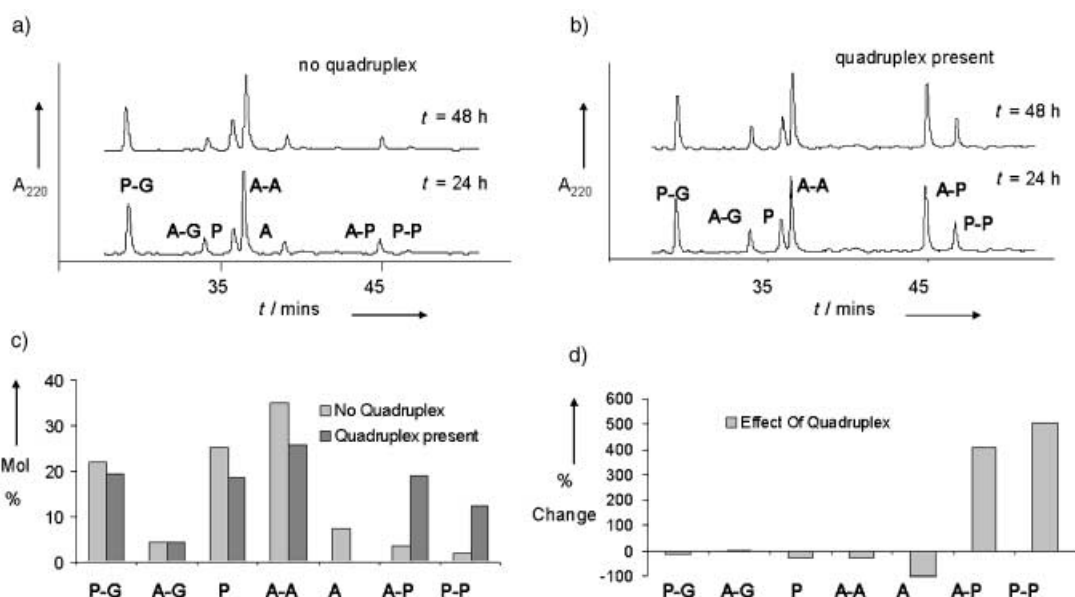 a)
no quadruplex
t = 48 h
A220
P-G
A-A
t = 24 h
A-G P A A-P P-P
35 45
t / mins
b)
quadruplex present
t = 48 h
A220
P-G
A-A
t = 24 h
A-G P A-P
P-P
35 45
t / mins
c)
40
30
20
10
0
Mol
%
No Quadruplex
Quadruplex present
P-G A-G P A-A A A-P P-P
d)
600
500
400
300
200
100
0
-100
%
Change
Effect Of Quadruplex
P-G A-G P A-A A A-P P-P